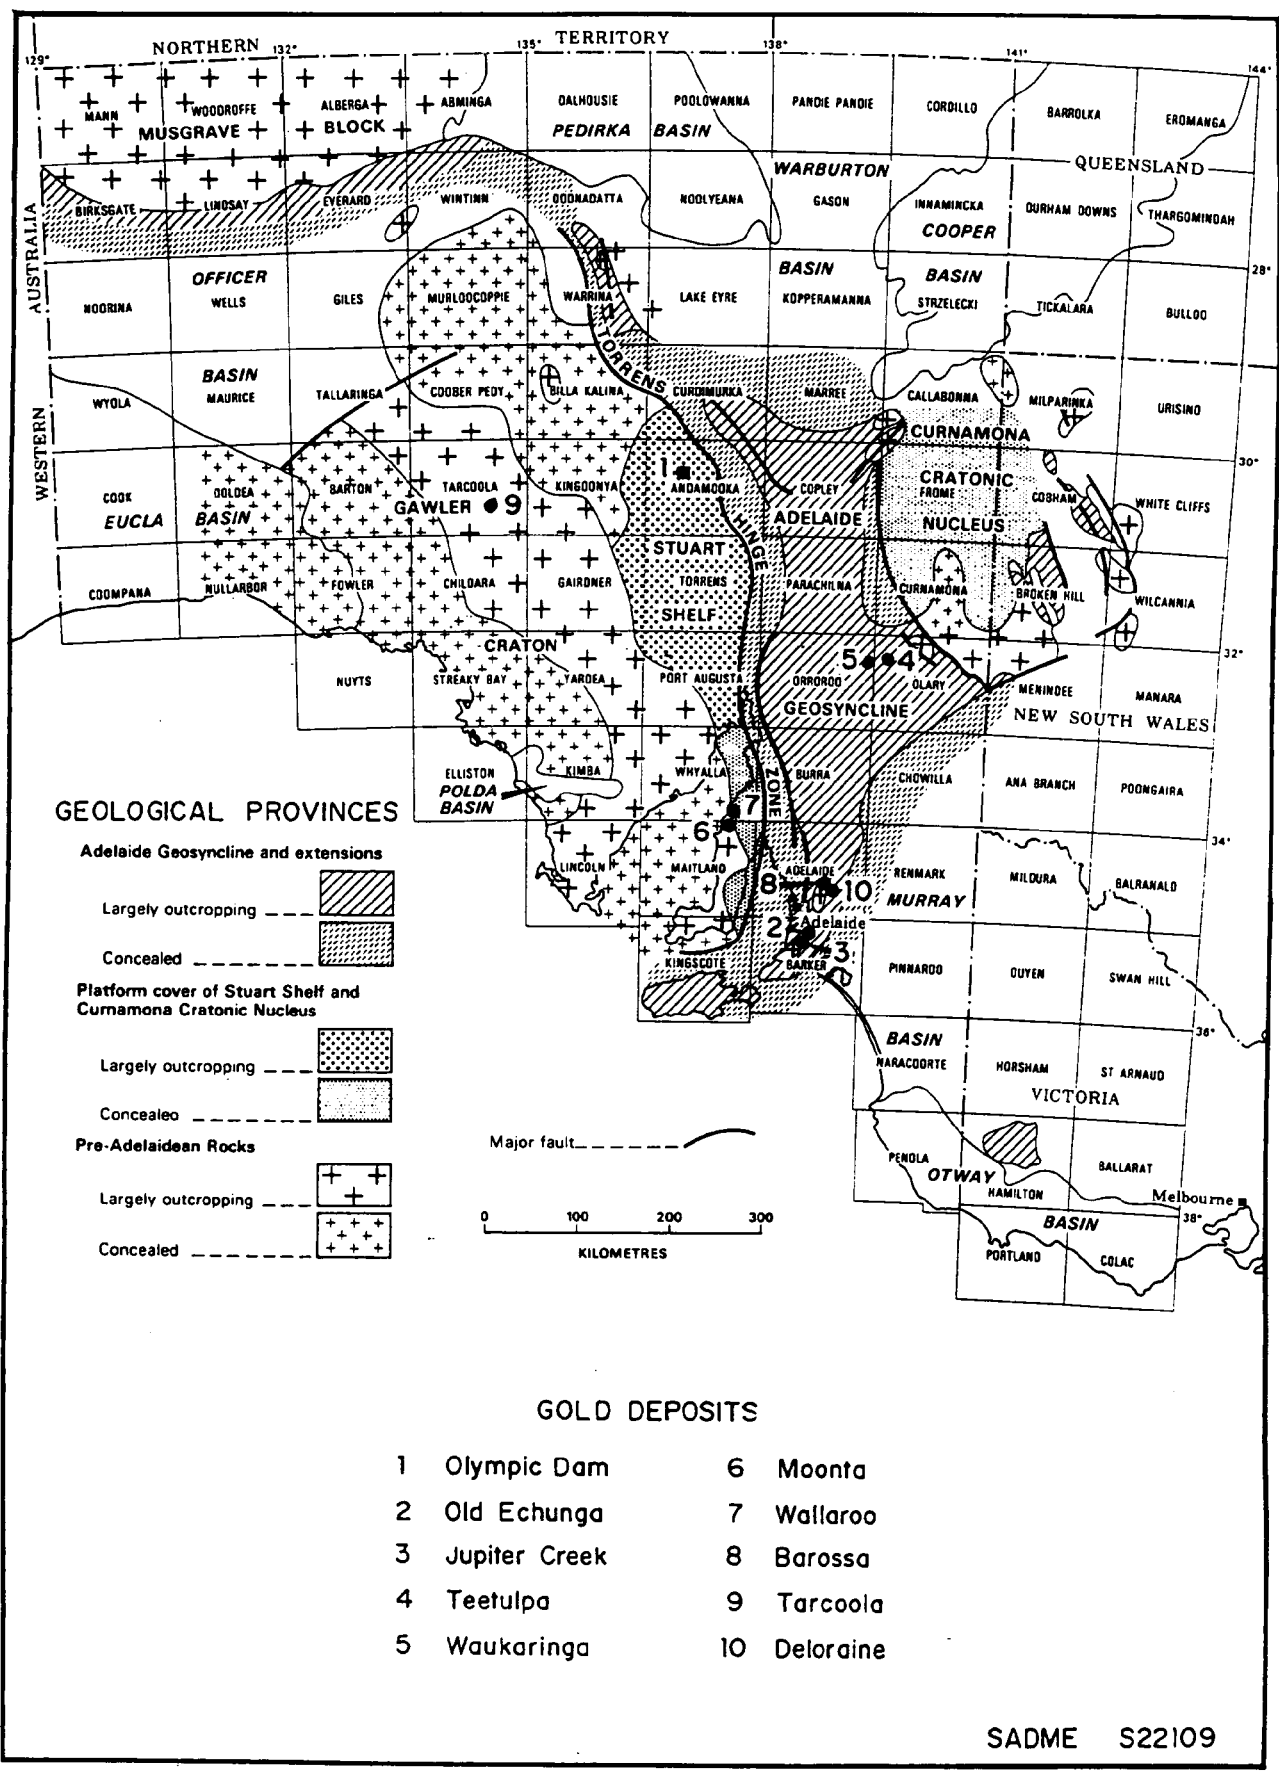 NORTHERN TERRITORY
129° 132° 135° 138° 141° 144°
MANN WOODROFFE ALBERGA ABMINGA DALHOUSIE POOLOWANNA PANDIE PANDIE CORDILLO BARROLKA EROMANGA
MUSGRAVE BLOCK PEDIRKA BASIN
WARBURTON QUEENSLAND
BIRKSGATE LINDSAY EVERARD WINTINN OODNADATTA NOOLYEANA GASON INNAMINCKA DURHAM DOWNS THARGOMINDAH
COOPER
AUSTRALIA
OFFICER BASIN BASIN 28°
NOORINA WELLS GILES MURLOOCOPPIE WARRINA LAKE EYRE KOPPERAMANNA STRZELECKI TICKALARA BULLOO
TORRENS
BASIN
WYOLA MAURICE TALLARINGA COOBER PEDY BILLA KALINA CURDIMURKA MARREE CALLABONNA MILPARINKA URISINO
WESTERN
CURNAMONA
30°
1
COOK OOLDEA BARTON TARCOOLA KINGOONYA ANDAMOOKA COPLEY FROME COBHAM WHITE CLIFFS
CRATONIC
EUCLA BASIN GAWLER 9 HINGE ADELAIDE NUCLEUS
STUART
COOMPANA NULLARBOR FOWLER CHILDARA GAIRDNER TORRENS PARACHILNA CURNAMONA BROKEN HILL WILCANNIA
SHELF
CRATON 5 4 32°
NUYTS STREAKY BAY YARDEA PORT AUGUSTA ORROROO OLARY MENINDEE MANARA
GEOSYNCLINE NEW SOUTH WALES
ELLISTON KIMBA WHYALLA ZONE BURRA CHOWILLA ANA BRANCH POONGAIRA
POLDA
BASIN
7
6 34°
LINCOLN MAITLAND ADELAIDE RENMARK MILDURA BALRANALD
8 10 MURRAY
2 Adelaide
3
KINGSCOTE BARKER PINNAROO OUYEN SWAN HILL
36°
BASIN
NARACOORTE HORSHAM ST ARNAUD
VICTORIA
PENOLA OTWAY HAMILTON BALLARAT
Melbourne
BASIN 38°
PORTLAND COLAC
GEOLOGICAL PROVINCES
Adelaide Geosyncline and extensions
Largely outcropping
Concealed
Platform cover of Stuart Shelf and
Curnamona Cratonic Nucleus
Largely outcropping
Concealed
Pre-Adelaidean Rocks
Largely outcropping
Concealed
Major fault
0 100 200 300
KILOMETRES
GOLD DEPOSITS
1 Olympic Dam
2 Old Echunga
3 Jupiter Creek
4 Teetulpa
5 Waukaringa
6 Moonta
7 Wallaroo
8 Barossa
9 Tarcoola
10 Deloraine
SADME S22109